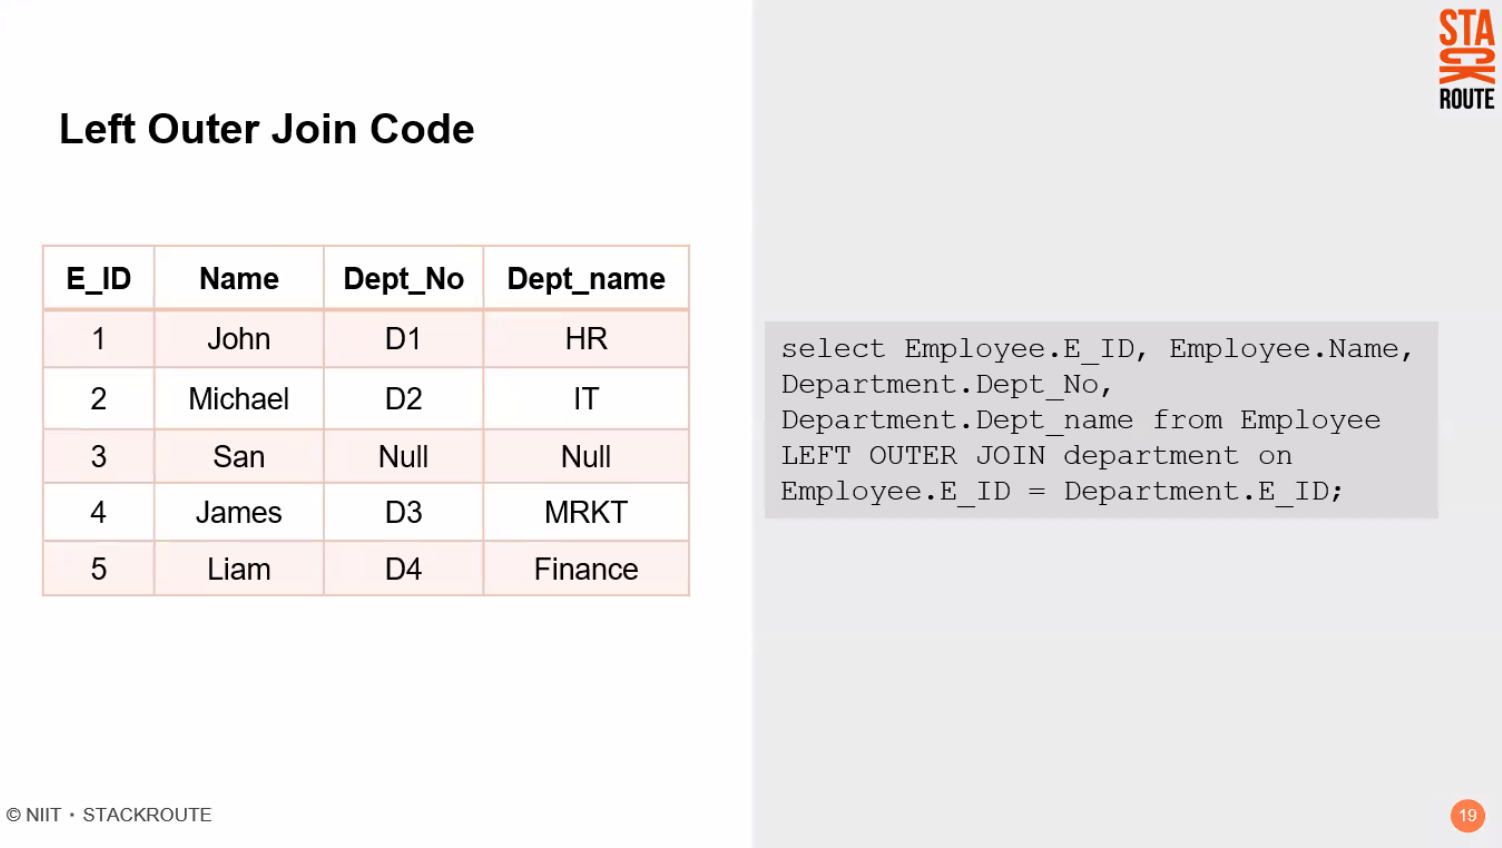 STA
CK
ROUTE
Left Outer Join Code
E_ID Name Dept_No Dept_name
1 John D1 HR
2 Michael D2 IT
3 San Null Null
4 James D3 MRKT
5 Liam D4 Finance
select Employee.E_ID, Employee.Name,
Department.Dept_No,
Department.Dept_name from Employee
LEFT OUTER JOIN department on
Employee.E_ID = Department.E_ID;
© NIIT • STACKROUTE
19